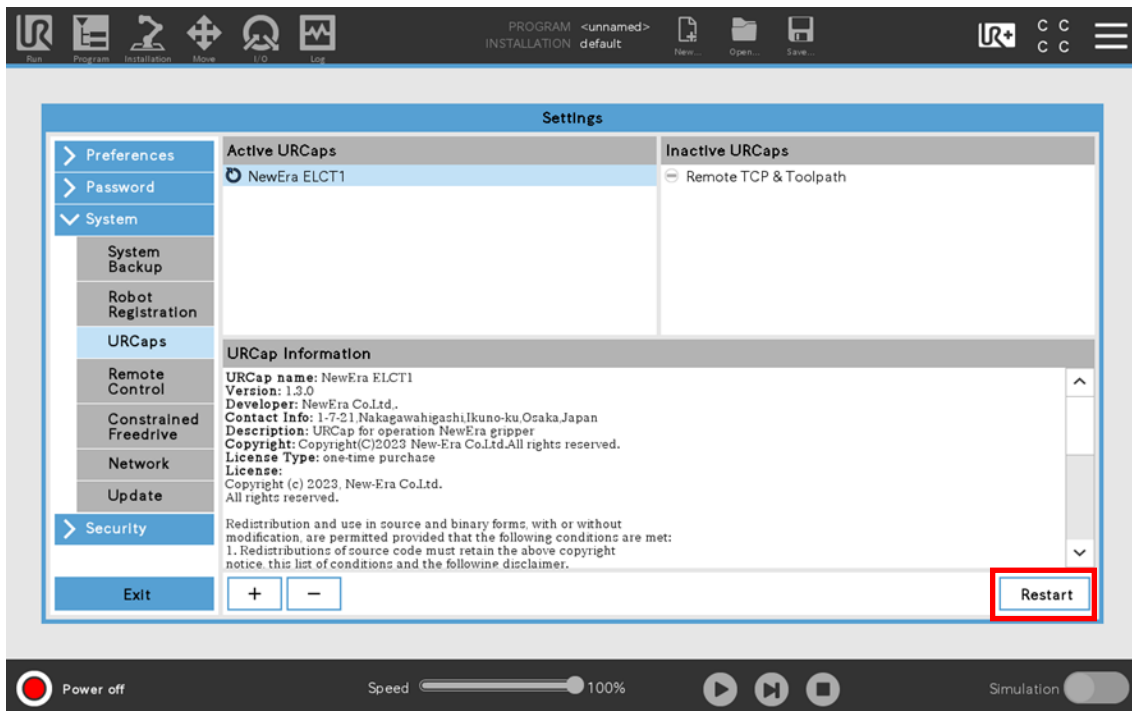 PROGRAM <unnamed>
INSTALLATION default
UR
UR+
C C
C C
Run
Program
Installation
Move
I/O
Log
New...
Open...
Save...
Settings
Preferences
Password
System
System
Backup
Robot
Registration
URCaps
Remote
Control
Constrained
Freedrive
Network
Update
Security
Exit
Active URCaps
NewEra ELCT1
Inactive URCaps
Remote TCP & Toolpath
URCap Information
URCap name: NewEra ELCT1
Version: 1.3.0
Developer: NewEra Co.Ltd,.
Contact Info: 1-7-21,Nakagawahigashi,Ikuno-ku,Osaka,Japan
Description: URCap for operation NewEra gripper
Copyright: Copyright(C)2023 New-Era Co.Ltd.All rights reserved.
License Type: one-time purchase
License:
Copyright (c) 2023, New-Era Co.Ltd.
All rights reserved.
Redistribution and use in source and binary forms, with or without
modification, are permitted provided that the following conditions are met:
1. Redistributions of source code must retain the above copyright
notice, this list of conditions and the following disclaimer.
+
−
Restart
Power off
Speed
100%
Simulation